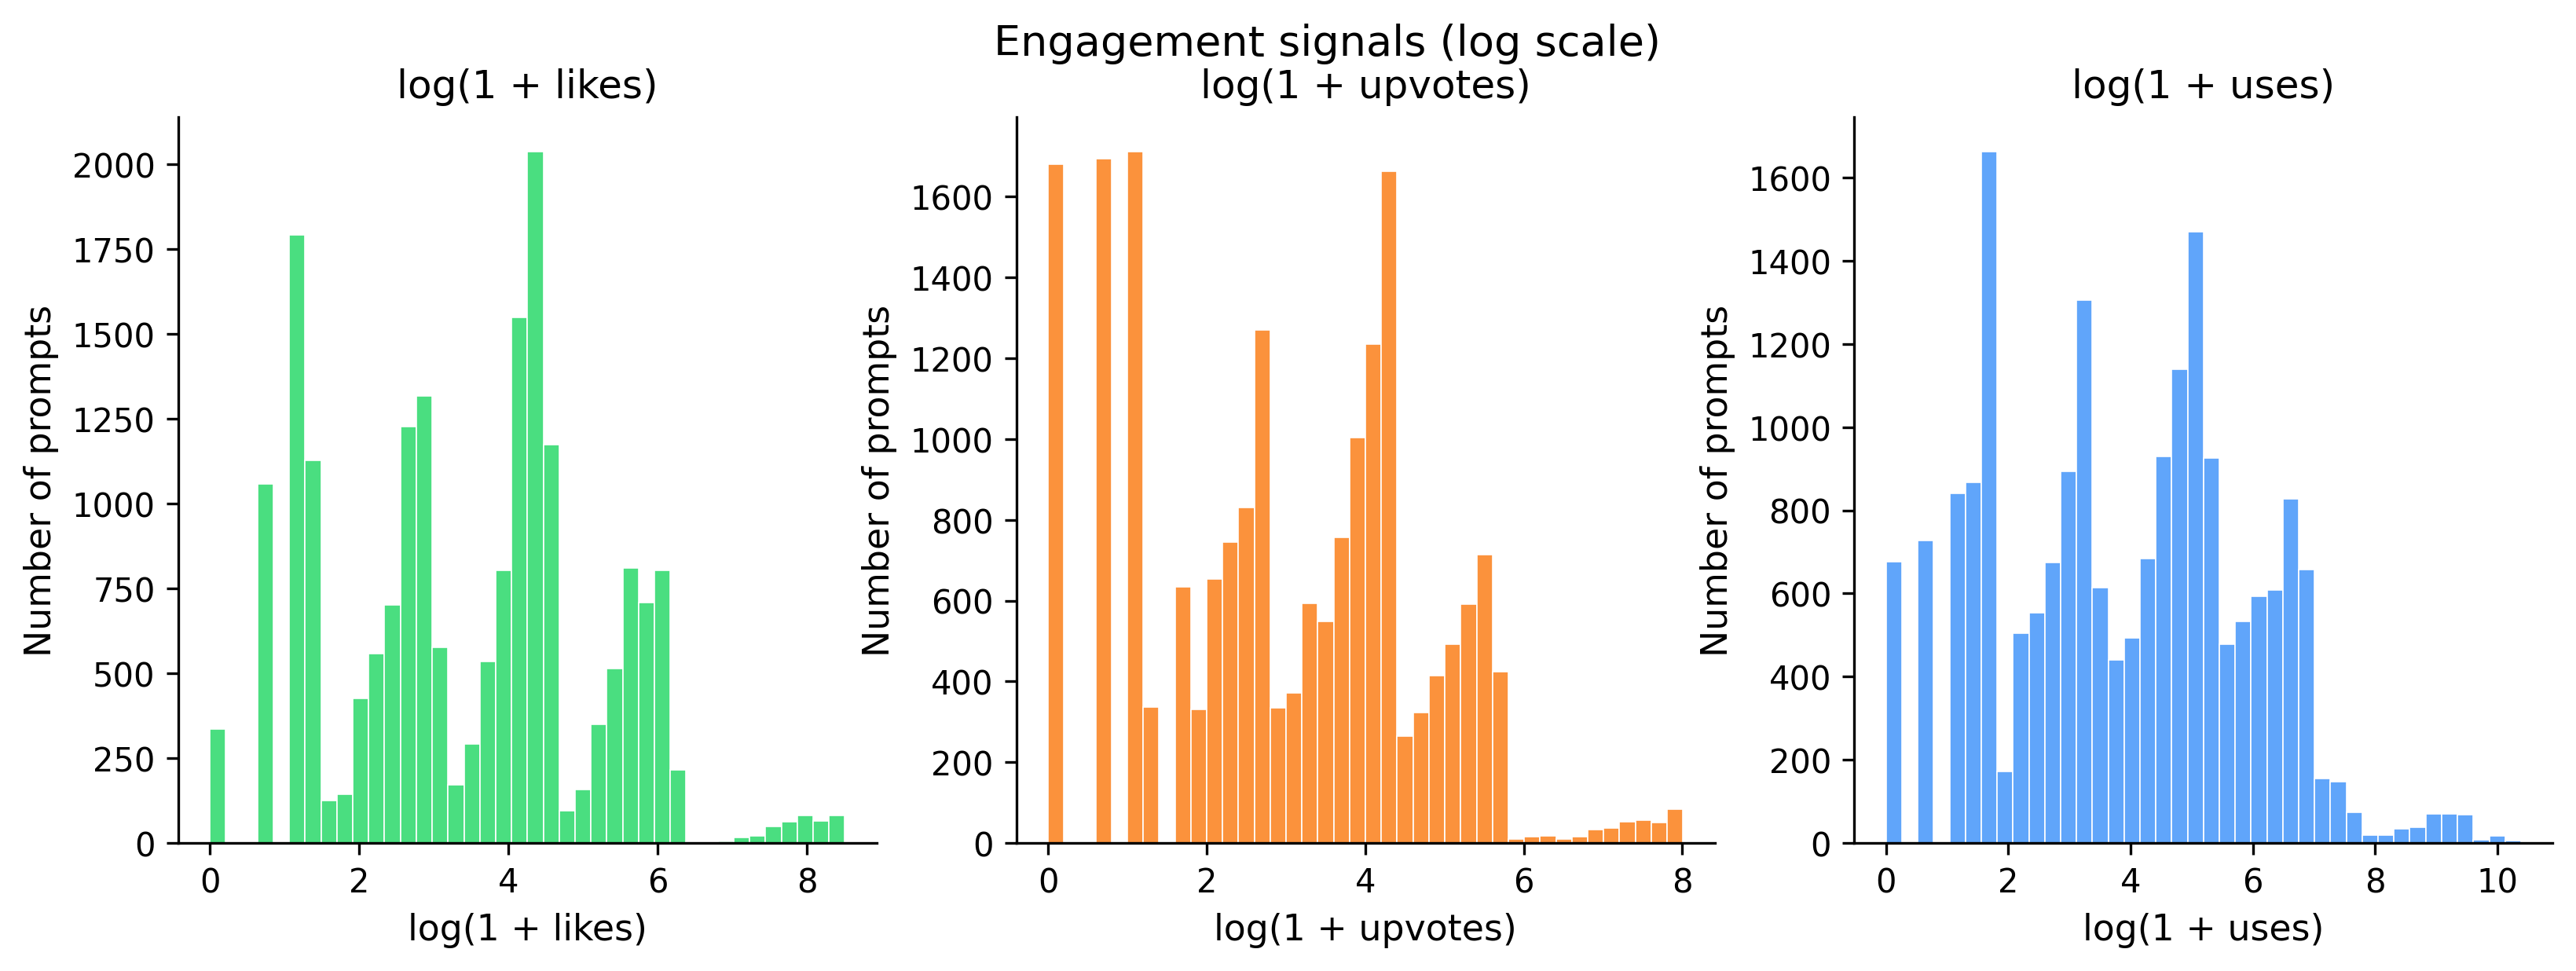 Engagement signals (log scale)
log(1 + likes)
2000
1750
1500
1250
1000
750
500
250
0
Number of prompts
0 2 4 6 8
log(1 + likes)
log(1 + upvotes)
1600
1400
1200
1000
800
600
400
200
0
Number of prompts
0 2 4 6 8
log(1 + upvotes)
log(1 + uses)
1600
1400
1200
1000
800
600
400
200
0
Number of prompts
0 2 4 6 8 10
log(1 + uses)